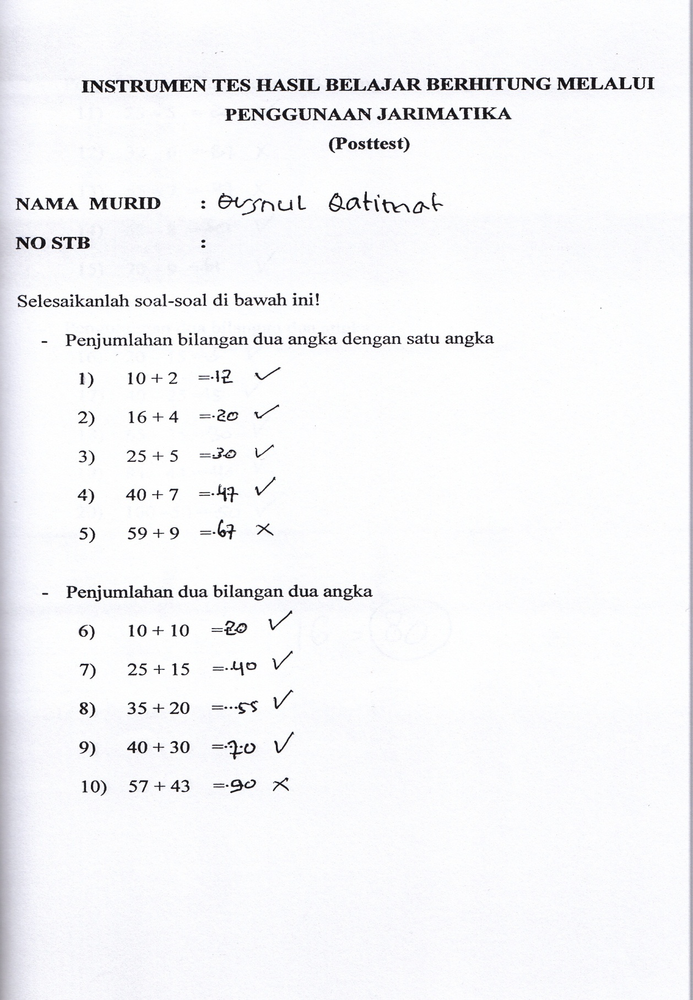 INSTRUMEN TES HASIL BELAJAR BERHITUNG MELALUI
PENGGUNAAN JARIMATIKA
(Posttest)
NAMA MURID : Husnul Qatimat
NO STB :
Selesaikanlah soal-soal di bawah ini!
- Penjumlahan bilangan dua angka dengan satu angka
1) 10 + 2 = 12 ✓
2) 16 + 4 = 20 ✓
3) 25 + 5 = 30 ✓
4) 40 + 7 = 47 ✓
5) 59 + 9 = 67 ✗
- Penjumlahan dua bilangan dua angka
6) 10 + 10 = 20 ✓
7) 25 + 15 = 40 ✓
8) 35 + 20 = 55 ✓
9) 40 + 30 = 70 ✓
10) 57 + 43 = 90 ✗